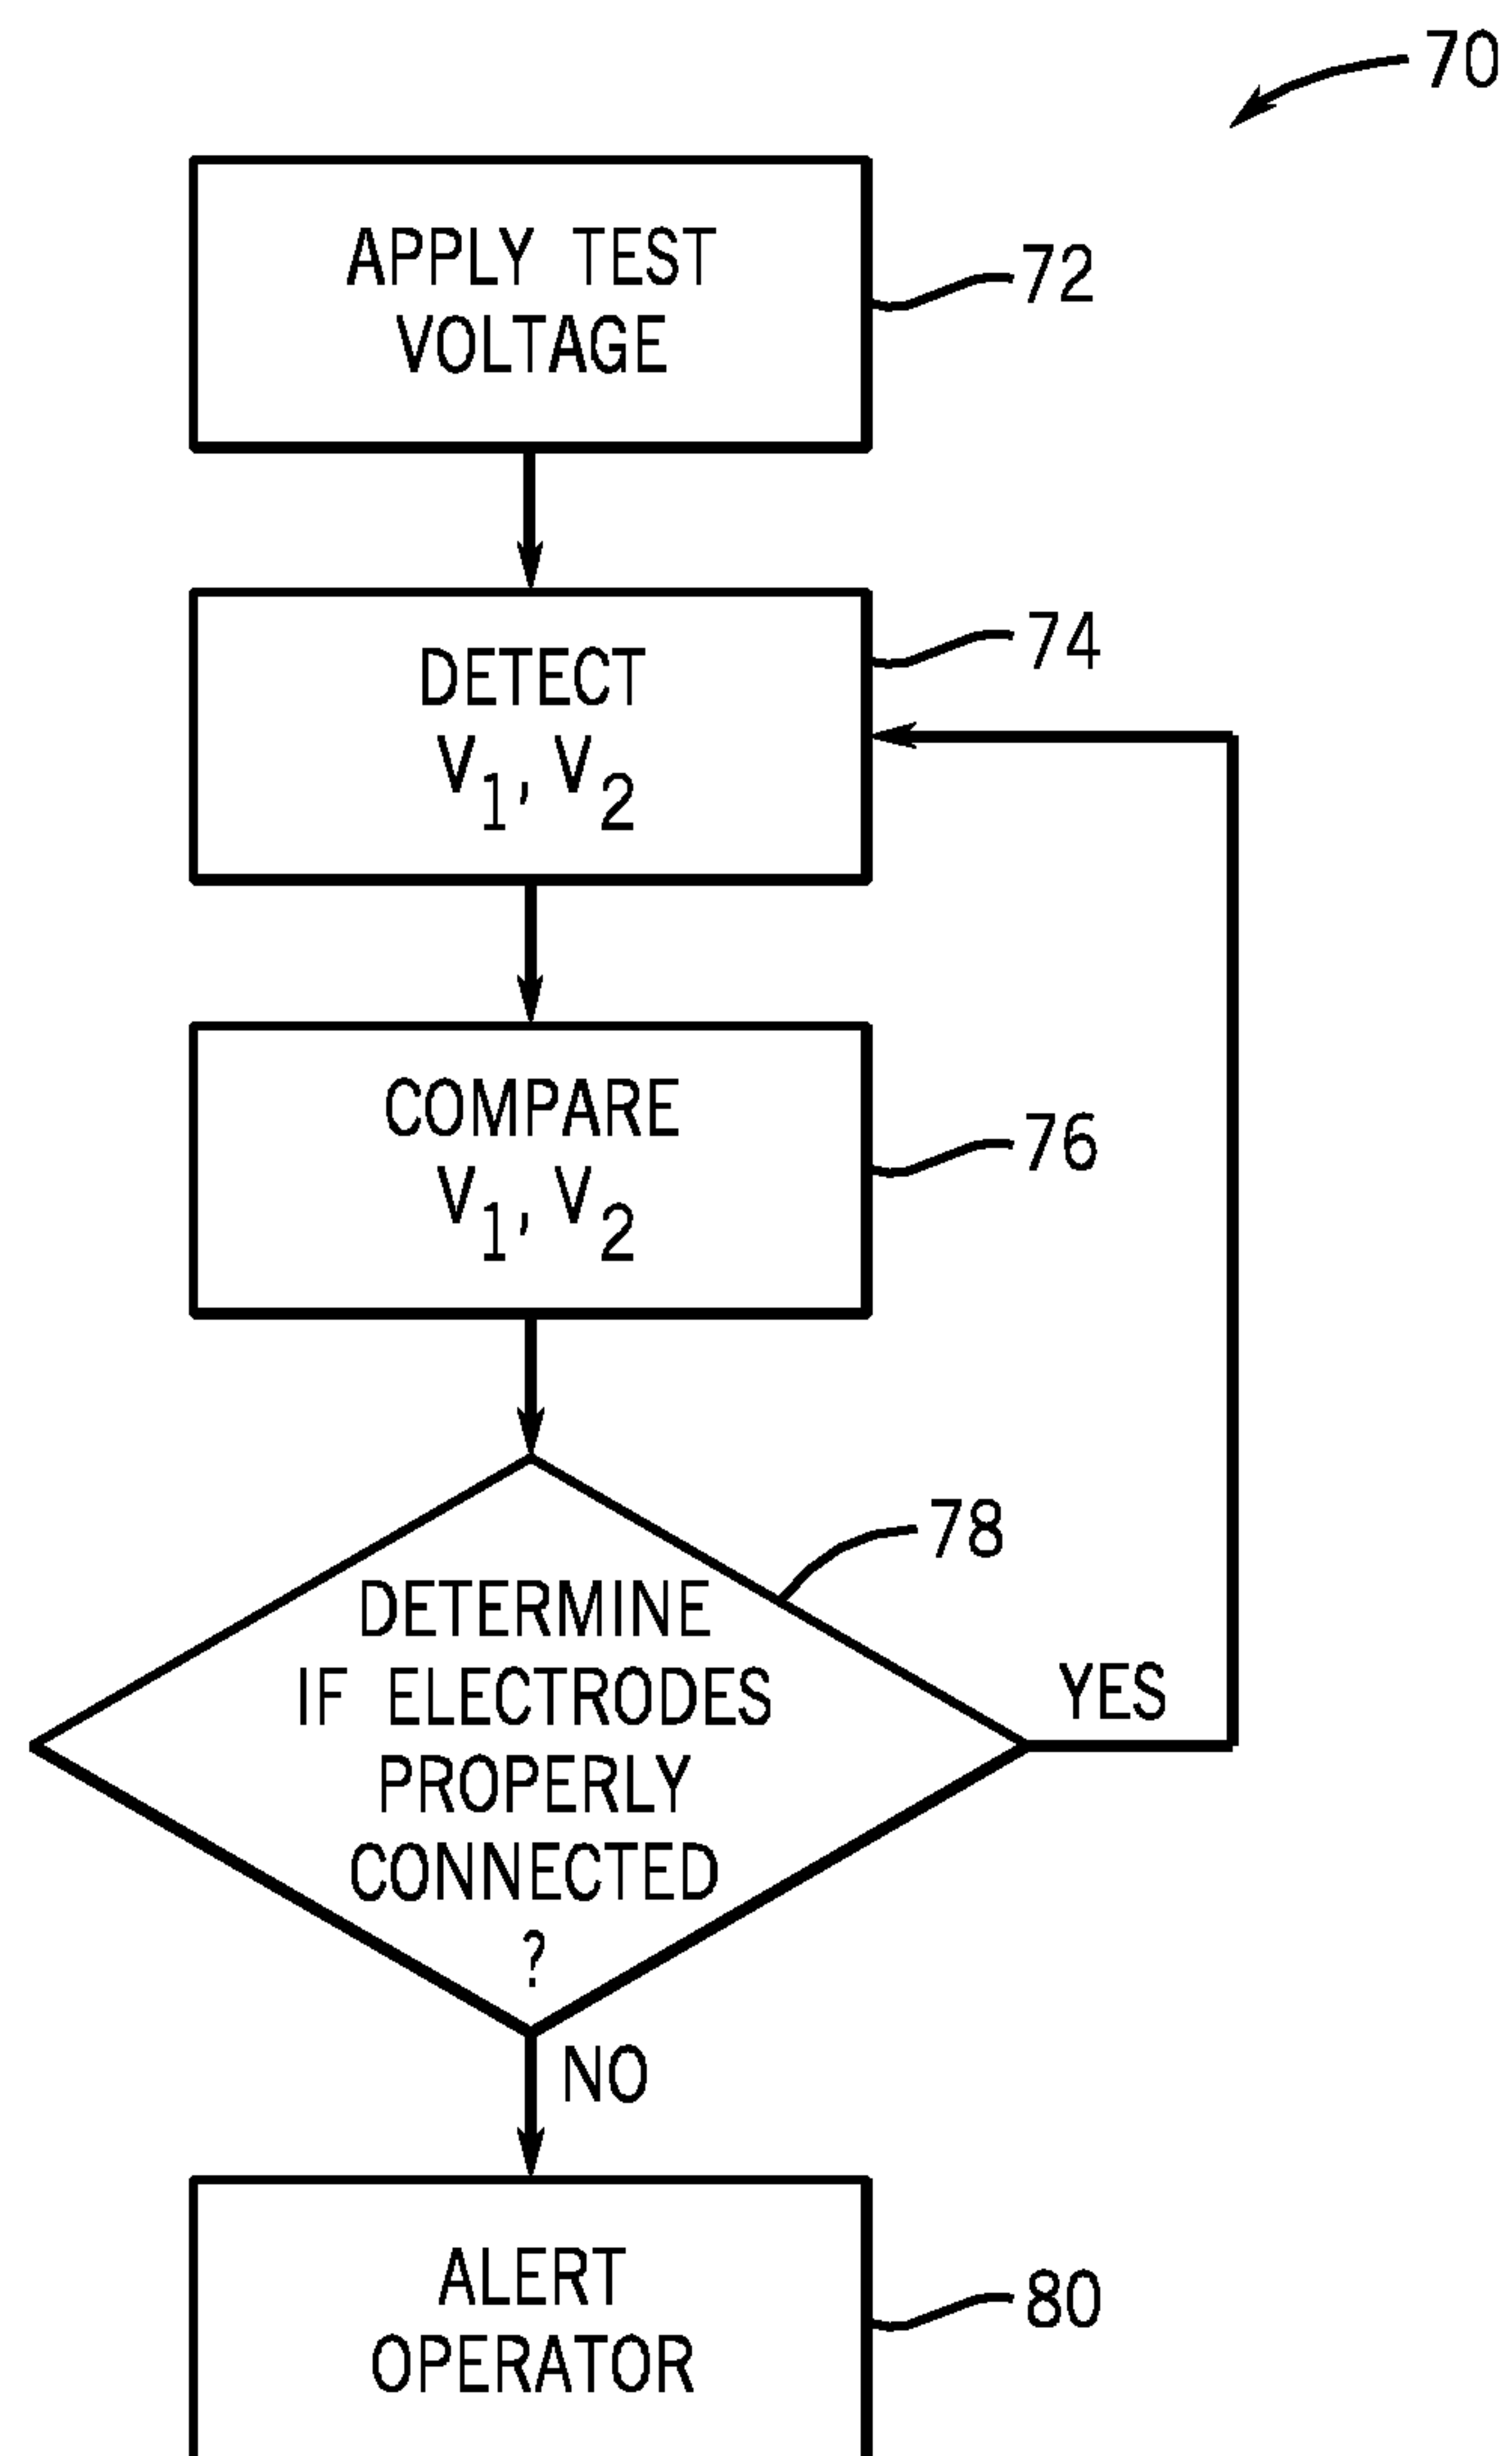 70
APPLY TEST
VOLTAGE
72
DETECT
V1, V2
74
COMPARE
V1, V2
76
78
DETERMINE
IF ELECTRODES
PROPERLY
CONNECTED
?
YES
NO
ALERT
OPERATOR
80